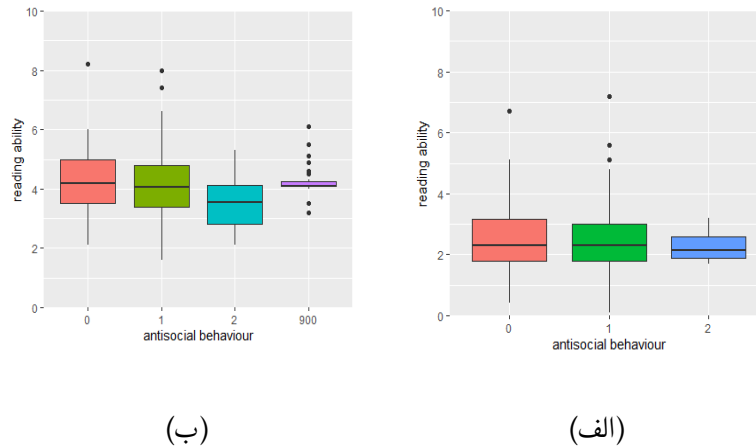 10
8
6
4
2
0
reading ability
0 1 2 900
antisocial behaviour
10
8
6
4
2
0
reading ability
0 1 2
antisocial behaviour
(ب)
(الف)